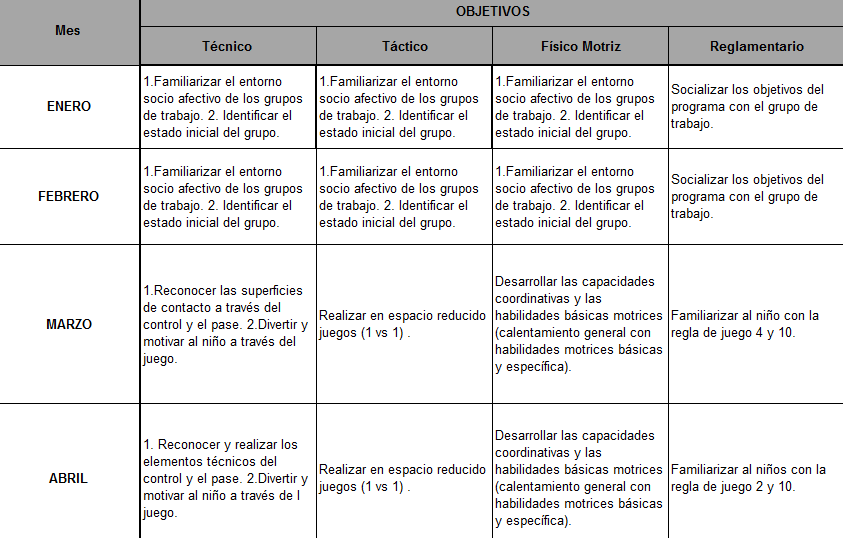 OBJETIVOS
Mes
Técnico
Táctico
Físico Motriz
Reglamentario
ENERO
1.Familiarizar el entorno
socio afectivo de los grupos
de trabajo. 2. Identificar el
estado inicial del grupo.
1.Familiarizar el entorno
socio afectivo de los grupos
de trabajo. 2. Identificar el
estado inicial del grupo.
1.Familiarizar el entorno
socio afectivo de los grupos
de trabajo. 2. Identificar el
estado inicial del grupo.
Socializar los objetivos del
programa con el grupo de
trabajo.
FEBRERO
1.Familiarizar el entorno
socio afectivo de los grupos
de trabajo. 2. Identificar el
estado inicial del grupo.
1.Familiarizar el entorno
socio afectivo de los grupos
de trabajo. 2. Identificar el
estado inicial del grupo.
1.Familiarizar el entorno
socio afectivo de los grupos
de trabajo. 2. Identificar el
estado inicial del grupo.
Socializar los objetivos del
programa con el grupo de
trabajo.
MARZO
1.Reconocer las superficies
de contacto a través del
control y el pase. 2.Divertir y
motivar al niño a través del
juego.
Realizar en espacio reducido
juegos (1 vs 1) .
Desarrollar las capacidades
coordinativas y las
habilidades básicas motrices
(calentamiento general con
habilidades motrices básicas
y específica).
Familiarizar al niño con la
regla de juego 4 y 10.
ABRIL
1. Reconocer y realizar los
elementos técnicos del
control y el pase. 2.Divertir y
motivar al niño a través de l
juego.
Realizar en espacio reducido
juegos (1 vs 1) .
Desarrollar las capacidades
coordinativas y las
habilidades básicas motrices
(calentamiento general con
habilidades motrices básicas
y específica).
Familiarizar al niños con la
regla de juego 2 y 10.